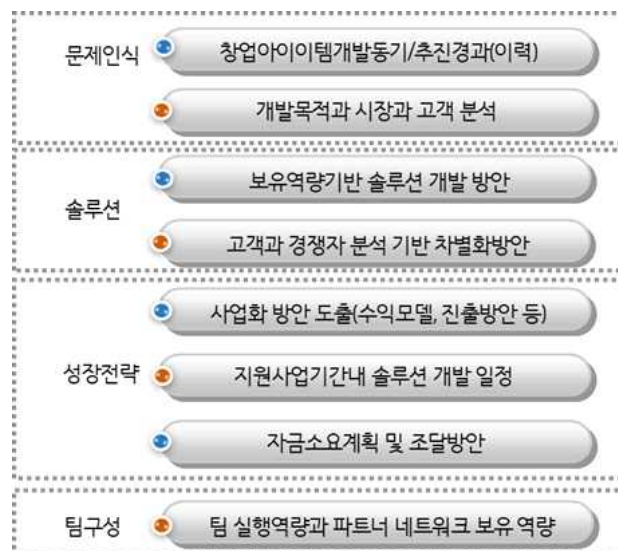 문제인식
창업아이이템개발동기/추진경과(이력)
개발목적과 시장과 고객 분석
솔루션
보유역량기반 솔루션 개발 방안
고객과 경쟁자 분석 기반 차별화방안
성장전략
사업화 방안 도출(수익모델, 진출방안 등)
지원사업기간내 솔루션 개발 일정
자금소요계획 및 조달방안
팀구성
팀 실행역량과 파트너 네트워크 보유 역량